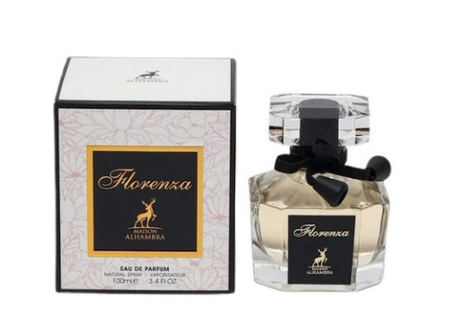 MAISON
ALHAMBRA
Florenza
MAISON
ALHAMBRA
EAU DE PARFUM
NATURAL SPRAY - VAPORISATEUR
100ml℮ 3.4 FL.OZ
Florenza
MAISON
ALHAMBRA